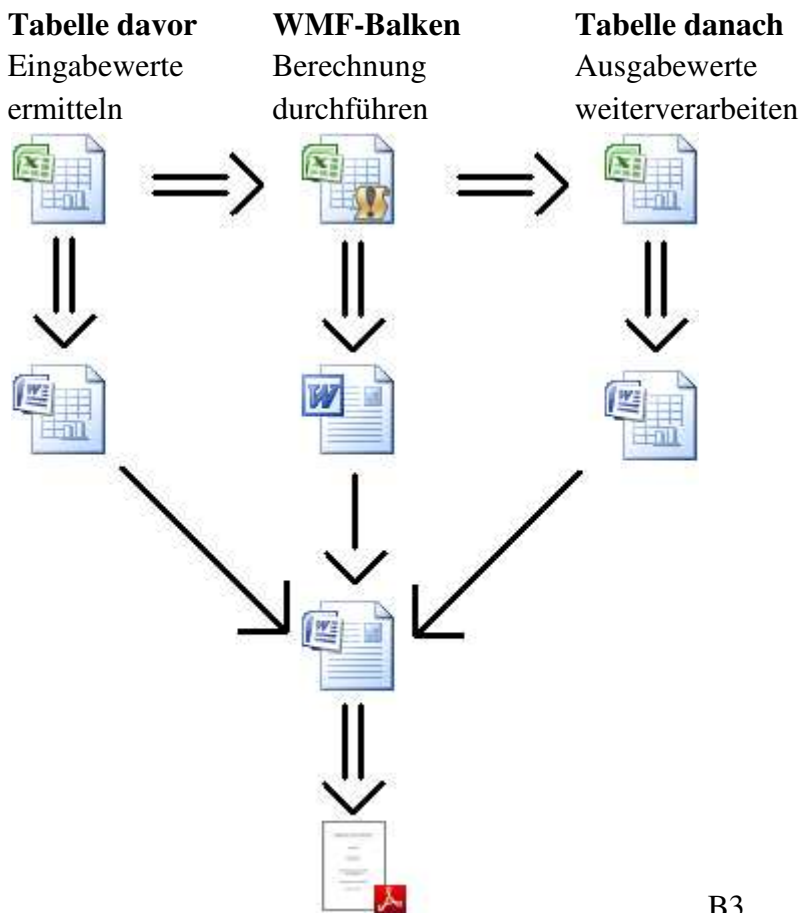 Tabelle davor
Eingabewerte
ermitteln
WMF-Balken
Berechnung
durchführen
Tabelle danach
Ausgabewerte
weiterverarbeiten
W
B3